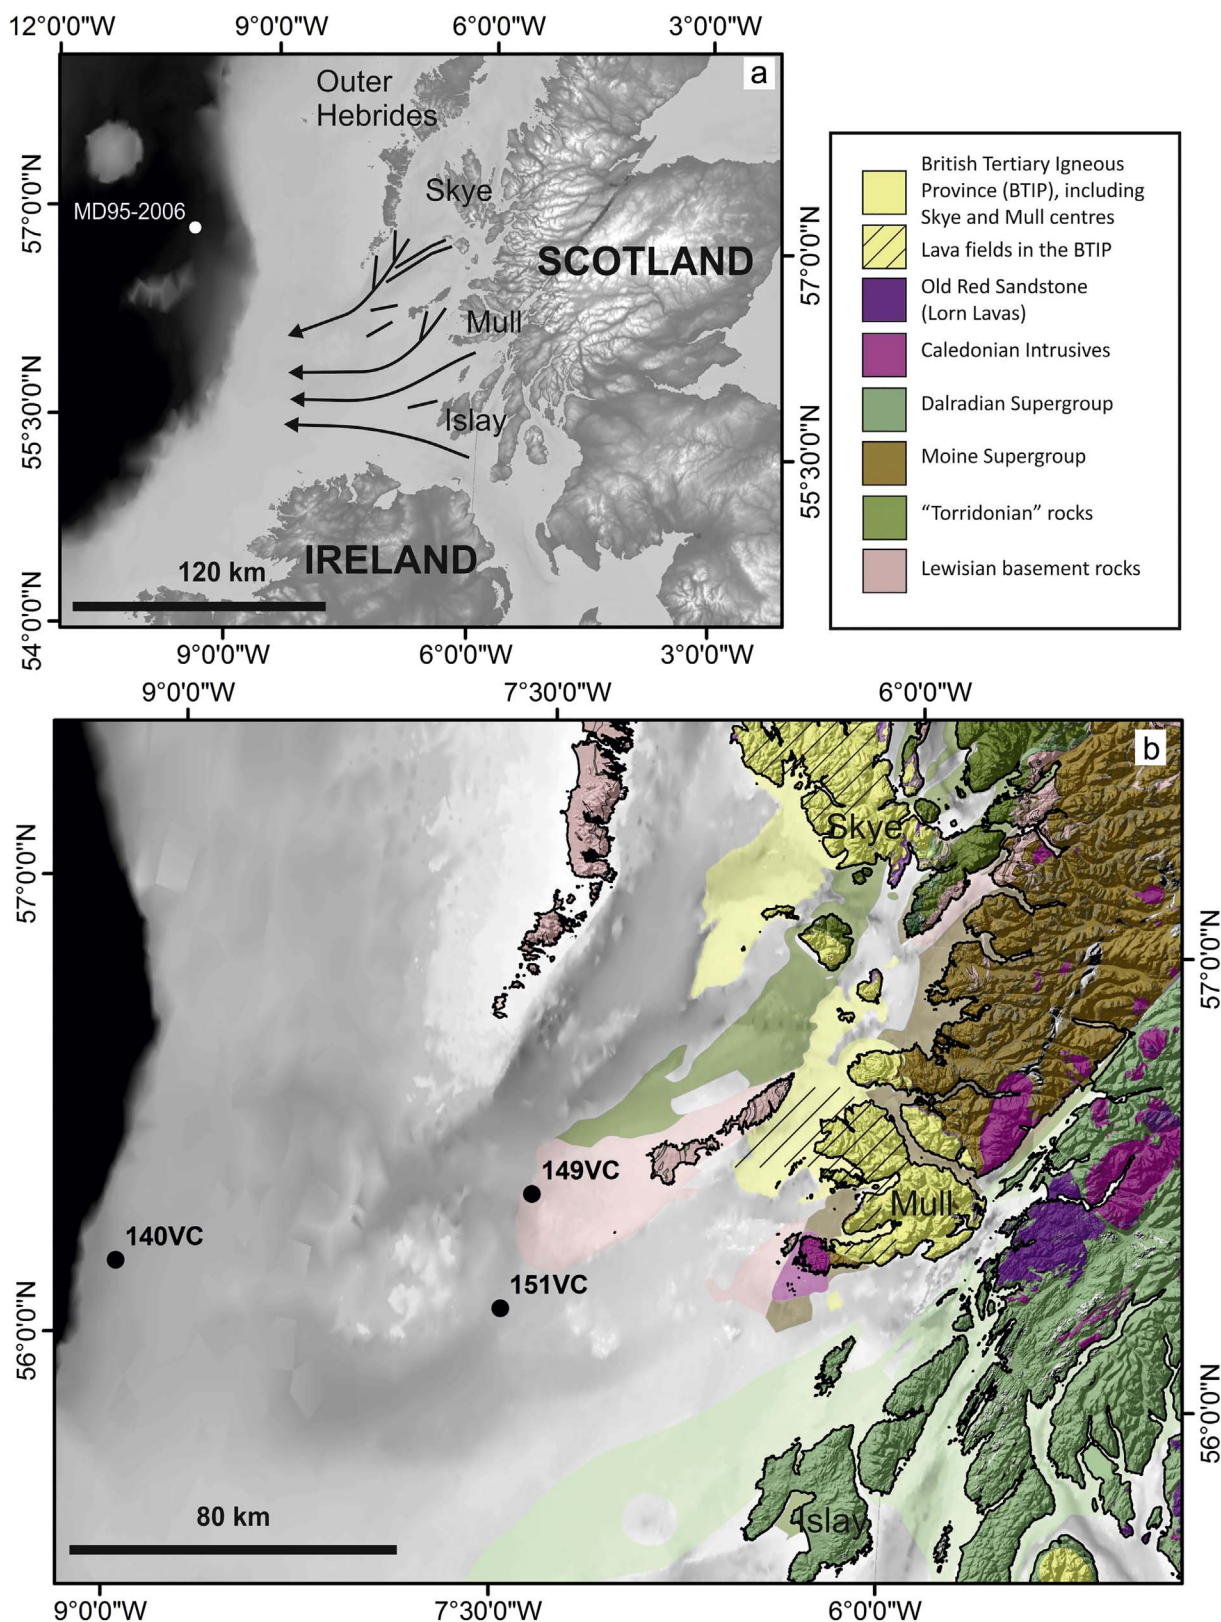 12°0'0"W 9°0'0"W 6°0'0"W 3°0'0"W
a
Outer
Hebrides
Skye
MD95-2006
SCOTLAND
Mull
Islay
IRELAND
120 km
57°0'0"N
55°30'0"N
54°0'0"N
57°0'0"N
55°30'0"N
9°0'0"W 6°0'0"W 3°0'0"W
British Tertiary Igneous
Province (BTIP), including
Skye and Mull centres
Lava fields in the BTIP
Old Red Sandstone
(Lorn Lavas)
Caledonian Intrusives
Dalradian Supergroup
Moine Supergroup
“Torridonian” rocks
Lewisian basement rocks
9°0'0"W 7°30'0"W 6°0'0"W
b
Skye
149VC
140VC
Mull
151VC
Islay
80 km
57°0'0"N
56°0'0"N
57°0'0"N
56°0'0"N
9°0'0"W 7°30'0"W 6°0'0"W